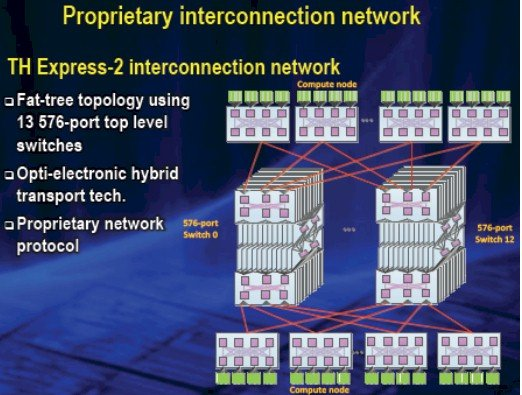 Proprietary interconnection network
TH Express-2 interconnection network
Fat-tree topology using
13 576-port top level
switches
Opti-electronic hybrid
transport tech.
Proprietary network
protocol
Compute node
576-port
Switch 0
576-port
Switch 12
Compute node